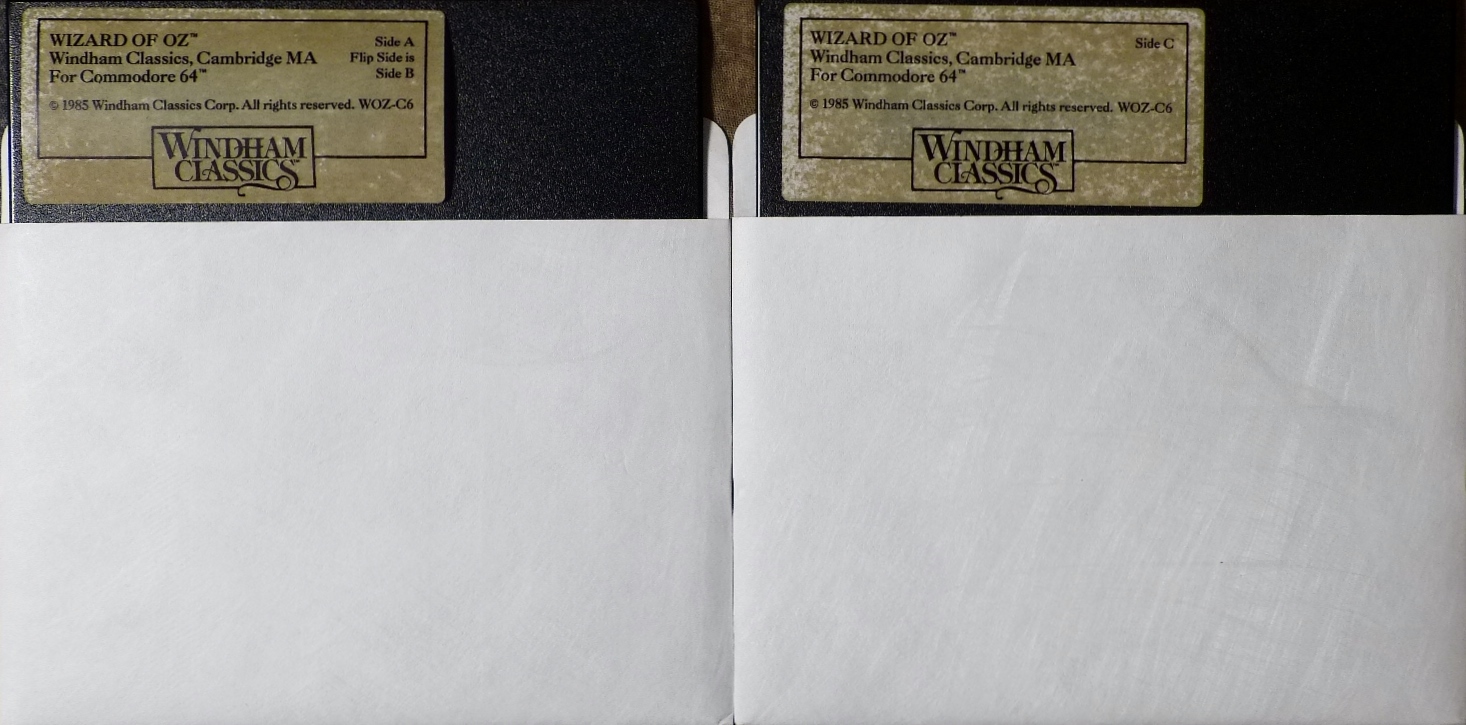 WIZARD OF OZ™
Windham Classics, Cambridge MA
For Commodore 64™
Side A
Flip Side is
Side B
© 1985 Windham Classics Corp. All rights reserved. WOZ-C6
WINDHAM
CLASSICS™
WIZARD OF OZ™
Windham Classics, Cambridge MA
For Commodore 64™
Side C
© 1985 Windham Classics Corp. All rights reserved. WOZ-C6
WINDHAM
CLASSICS™